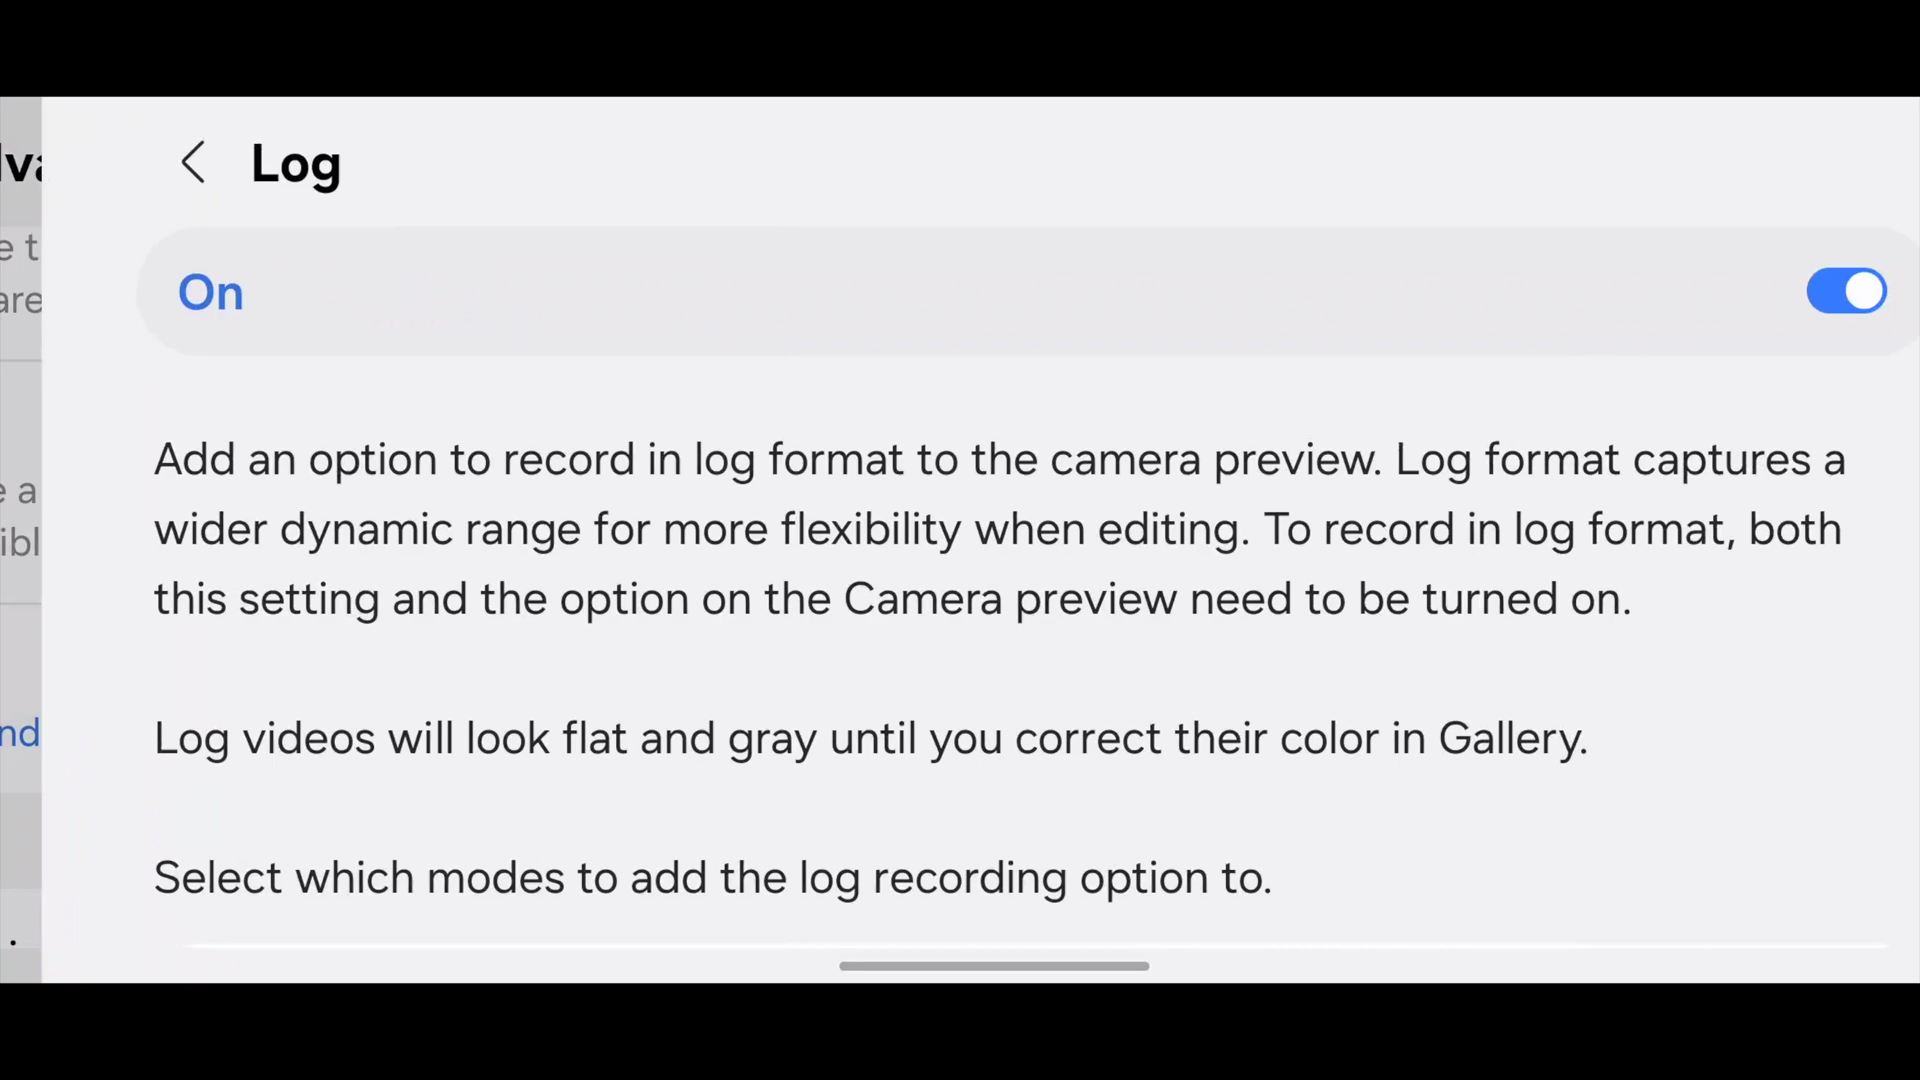 Log
On
Add an option to record in log format to the camera preview. Log format captures a
wider dynamic range for more flexibility when editing. To record in log format, both
this setting and the option on the Camera preview need to be turned on.
Log videos will look flat and gray until you correct their color in Gallery.
Select which modes to add the log recording option to.